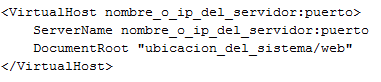 <VirtualHost nombre_o_ip_del_servidor:puerto>
    ServerName nombre_o_ip_del_servidor:puerto
    DocumentRoot "ubicacion_del_sistema/web"
</VirtualHost>